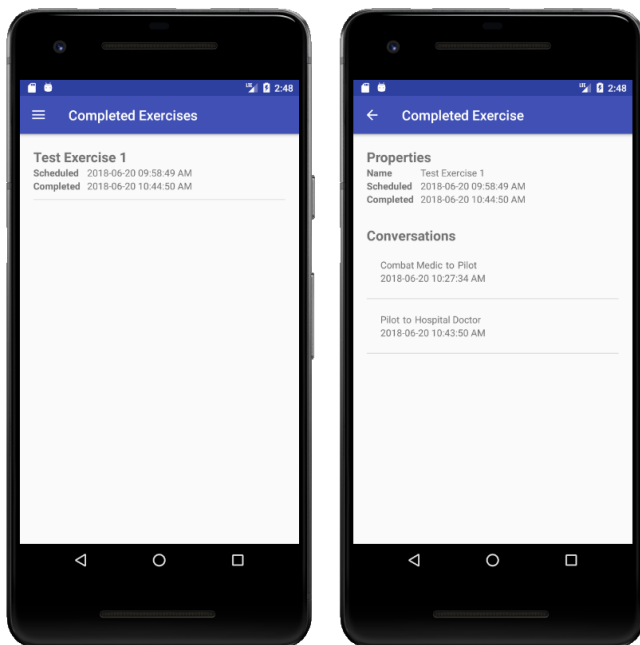 2:48
Completed Exercises
Test Exercise 1
Scheduled 2018-06-20 09:58:49 AM
Completed 2018-06-20 10:44:50 AM
2:48
Completed Exercise
Properties
Name Test Exercise 1
Scheduled 2018-06-20 09:58:49 AM
Completed 2018-06-20 10:44:50 AM
Conversations
Combat Medic to Pilot
2018-06-20 10:27:34 AM
Pilot to Hospital Doctor
2018-06-20 10:43:50 AM